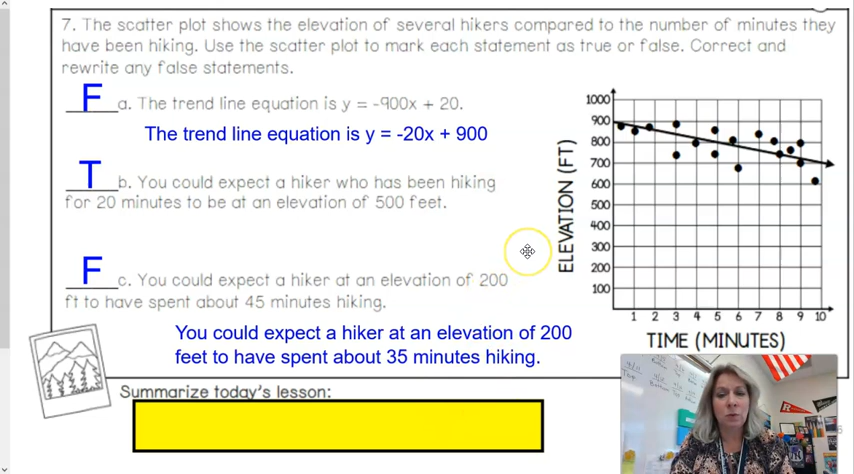 7. The scatter plot shows the elevation of several hikers compared to the number of minutes they
have been hiking. Use the scatter plot to mark each statement as true or false. Correct and
rewrite any false statements.
F a. The trend line equation is y = -900x + 20.
The trend line equation is y = -20x + 900
T b. You could expect a hiker who has been hiking
for 20 minutes to be at an elevation of 500 feet.
F c. You could expect a hiker at an elevation of 200
ft to have spent about 45 minutes hiking.
You could expect a hiker at an elevation of 200
feet to have spent about 35 minutes hiking.
ELEVATION (FT)
1000
900
800
700
600
500
400
300
200
100
1 2 3 4 5 6 7 8 9 10
TIME (MINUTES)
Summarize today's lesson: